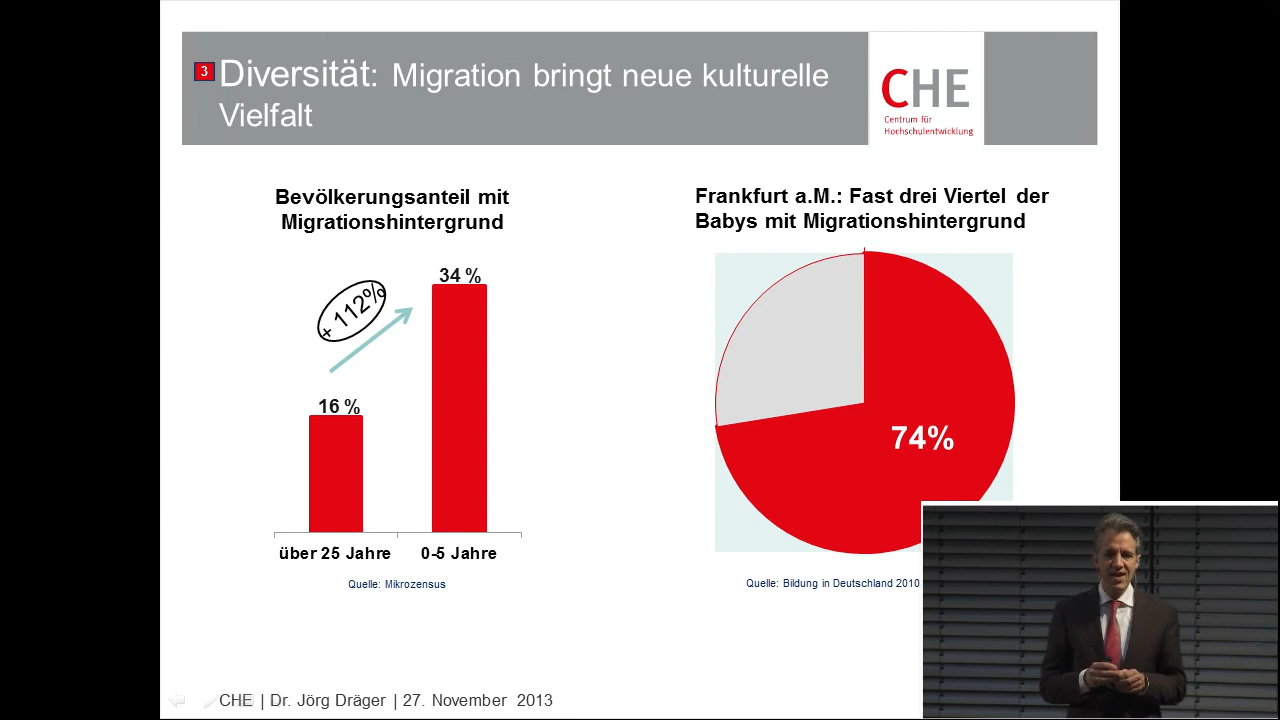 3
Diversität: Migration bringt neue kulturelle
Vielfalt
CHE
Centrum für
Hochschulentwicklung
Bevölkerungsanteil mit
Migrationshintergrund
+ 112%
34 %
16 %
über 25 Jahre
0-5 Jahre
Quelle: Mikrozensus
Frankfurt a.M.: Fast drei Viertel der
Babys mit Migrationshintergrund
74%
Quelle: Bildung in Deutschland 2010
CHE | Dr. Jörg Dräger | 27. November 2013